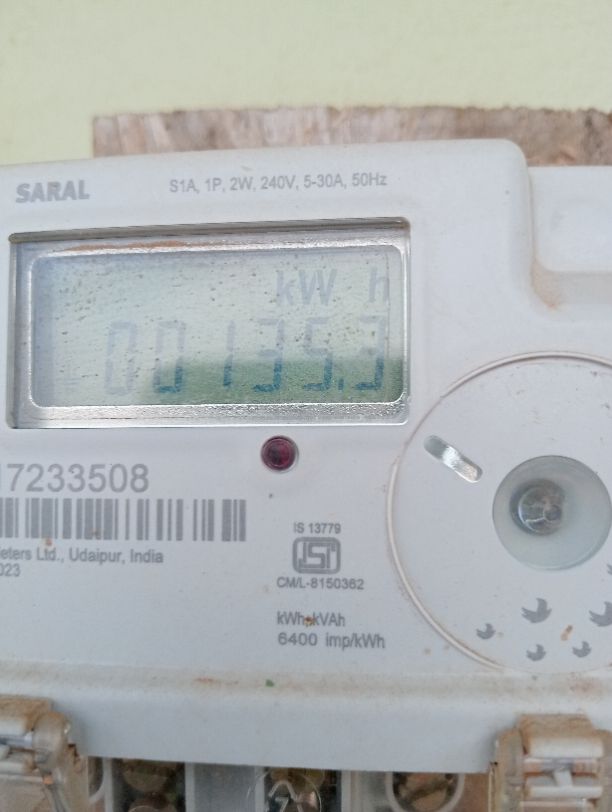 SARAL
S1A, 1P, 2W, 240V, 5-30A, 50Hz
kW h
00135.3
17233508
eters Ltd., Udaipur, India
023
IS 13779
ISI
CM/L-8150362
kWh-kVAh
6400 imp/kWh